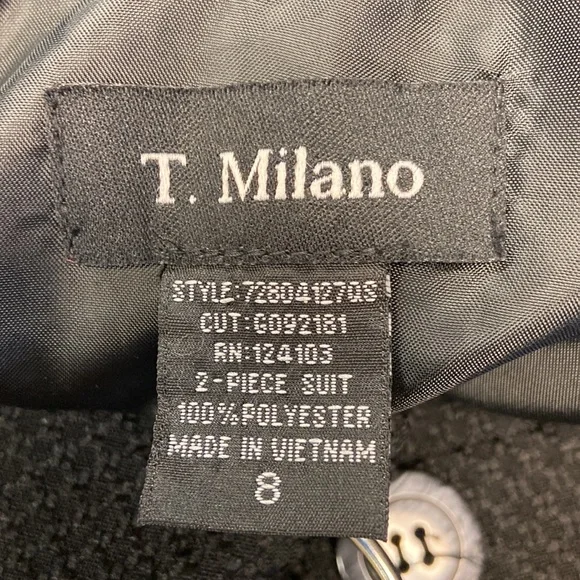 T. Milano
STYLE:72804127QS
CUT:G092181
RN:124103
2-PIECE SUIT
100%POLYESTER
MADE IN VIETNAM
8